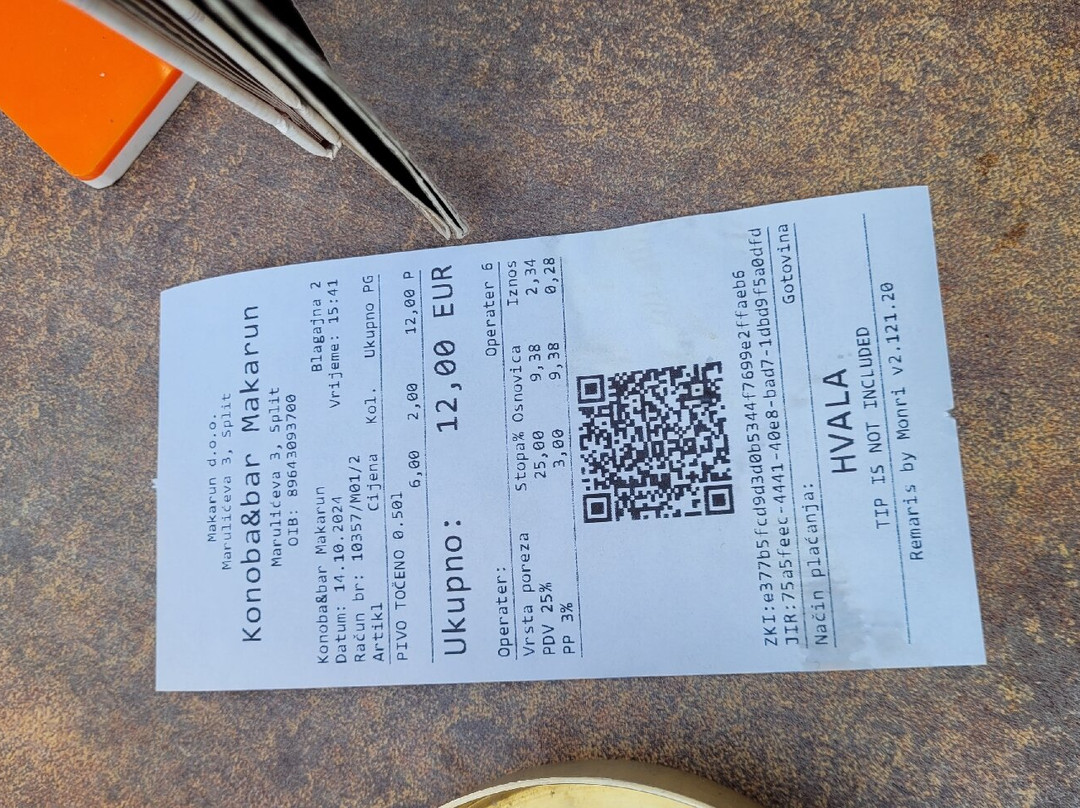 Makarun d.o.o.
Marulićeva 3, Split
Konoba&bar Makarun
Marulićeva 3, Split
OIB: 89643093700
Konoba&bar Makarun Blagajna 2
Datum: 14.10.2024 Vrijeme: 15:41
Račun br: 10357/M01/2
Artikl Cijena Kol. Ukupno PG
PIVO TOČENO 0.50l
6,00 2,00 12,00 P
Ukupno: 12,00 EUR
Operater: Operater 6
Vrsta poreza Stopa% Osnovica Iznos
PDV 25% 25,00 9,38 2,34
PP 3% 3,00 9,38 0,28
ZKI:e377b5fcd9d3d0b5344f7699e2ffaeb6
JIR:75a5feec-4441-40e8-bad7-1dbd9f5a0dfd
Način plaćanja: Gotovina
HVALA
TIP IS NOT INCLUDED
Remaris by Monri v2.121.20